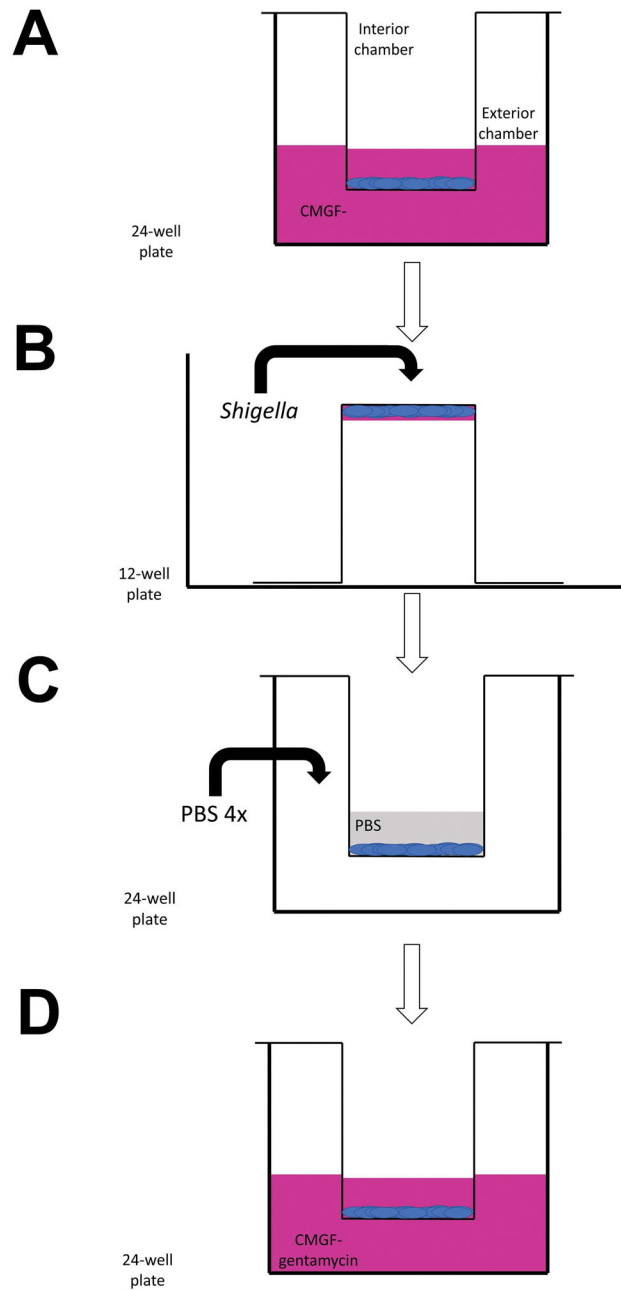 A
Interior
chamber
Exterior
chamber
CMGF-
24-well
plate
B
Shigella
12-well
plate
C
PBS 4x
PBS
24-well
plate
D
CMGF-
gentamycin
24-well
plate